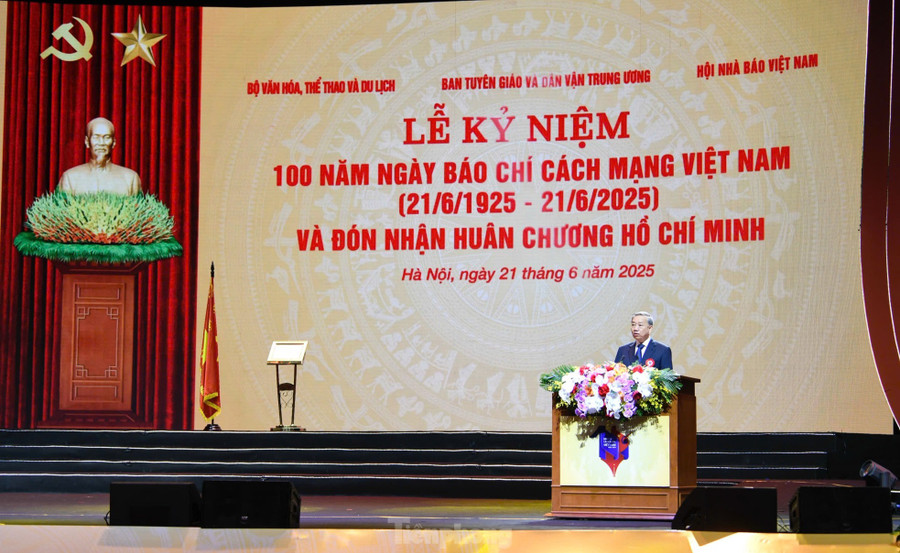 BỘ VĂN HÓA, THỂ THAO VÀ DU LỊCH
BAN TUYÊN GIÁO VÀ DÂN VẬN TRUNG ƯƠNG
HỘI NHÀ BÁO VIỆT NAM
LỄ KỶ NIỆM
100 NĂM NGÀY BÁO CHÍ CÁCH MẠNG VIỆT NAM
(21/6/1925 - 21/6/2025)
VÀ ĐÓN NHẬN HUÂN CHƯƠNG HỒ CHÍ MINH
Hà Nội, ngày 21 tháng 6 năm 2025
Tiền phong